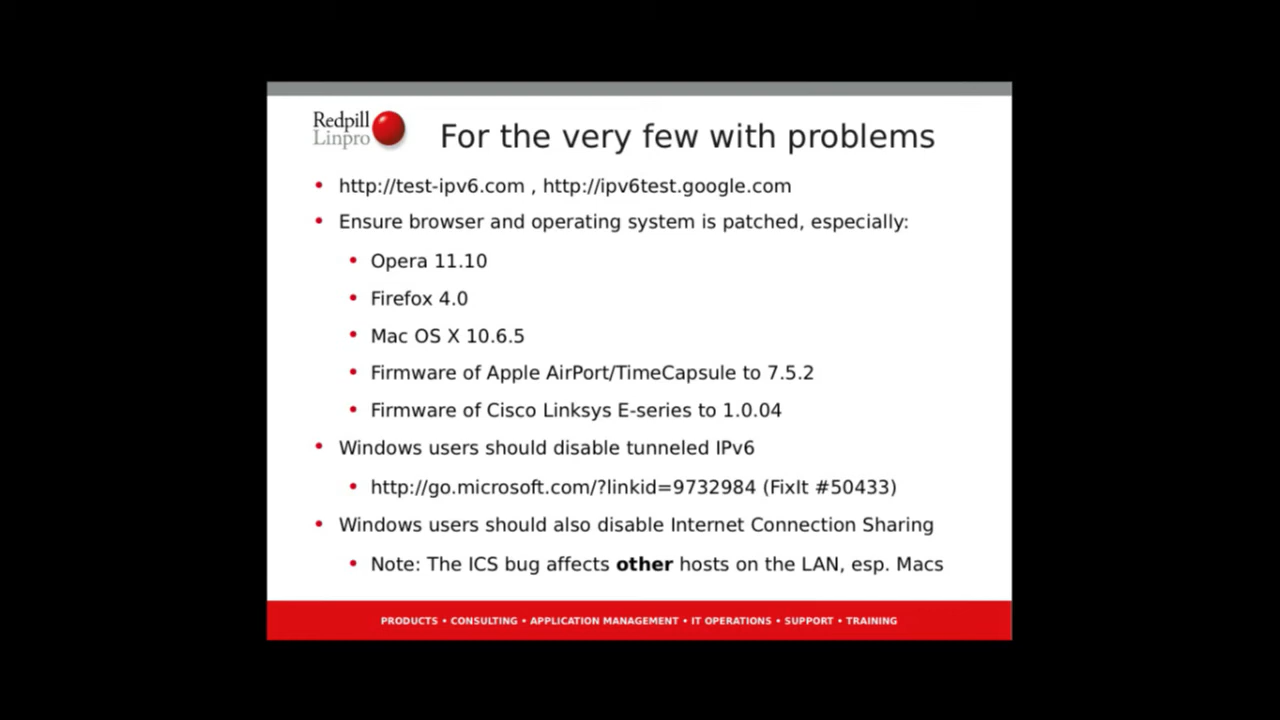 Redpill
Linpro
For the very few with problems
• http://test-ipv6.com , http://ipv6test.google.com
• Ensure browser and operating system is patched, especially:
• Opera 11.10
• Firefox 4.0
• Mac OS X 10.6.5
• Firmware of Apple AirPort/TimeCapsule to 7.5.2
• Firmware of Cisco Linksys E-series to 1.0.04
• Windows users should disable tunneled IPv6
• http://go.microsoft.com/?linkid=9732984 (FixIt #50433)
• Windows users should also disable Internet Connection Sharing
• Note: The ICS bug affects other hosts on the LAN, esp. Macs
PRODUCTS • CONSULTING • APPLICATION MANAGEMENT • IT OPERATIONS • SUPPORT • TRAINING